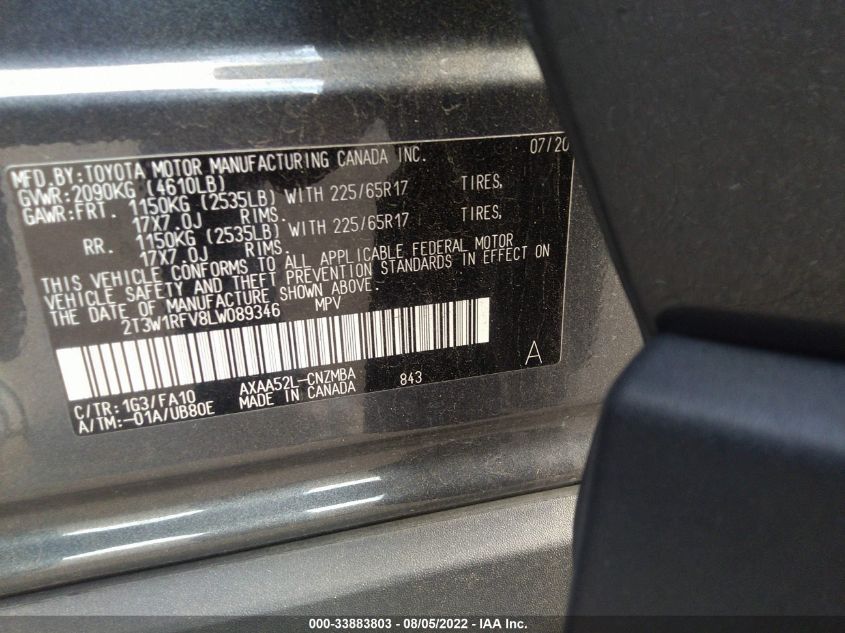 MFD.BY:TOYOTA MOTOR MANUFACTURING CANADA INC. 07/20
GVWR:2090KG (4610LB)
GAWR:FRT. 1150KG (2535LB) WITH 225/65R17 TIRES,
17X7.0J RIMS.
RR. 1150KG (2535LB) WITH 225/65R17 TIRES,
17X7.0J RIMS.
THIS VEHICLE CONFORMS TO ALL APPLICABLE FEDERAL MOTOR
VEHICLE SAFETY AND THEFT PREVENTION STANDARDS IN EFFECT ON
THE DATE OF MANUFACTURE SHOWN ABOVE.
2T3W1RFV8LW089346 MPV
A
C/TR:1G3/FA10 AXAA52L-CNZMBA 843
A/TM:-01A/UB80E MADE IN CANADA
000-33883803 - 08/05/2022 - IAA Inc.